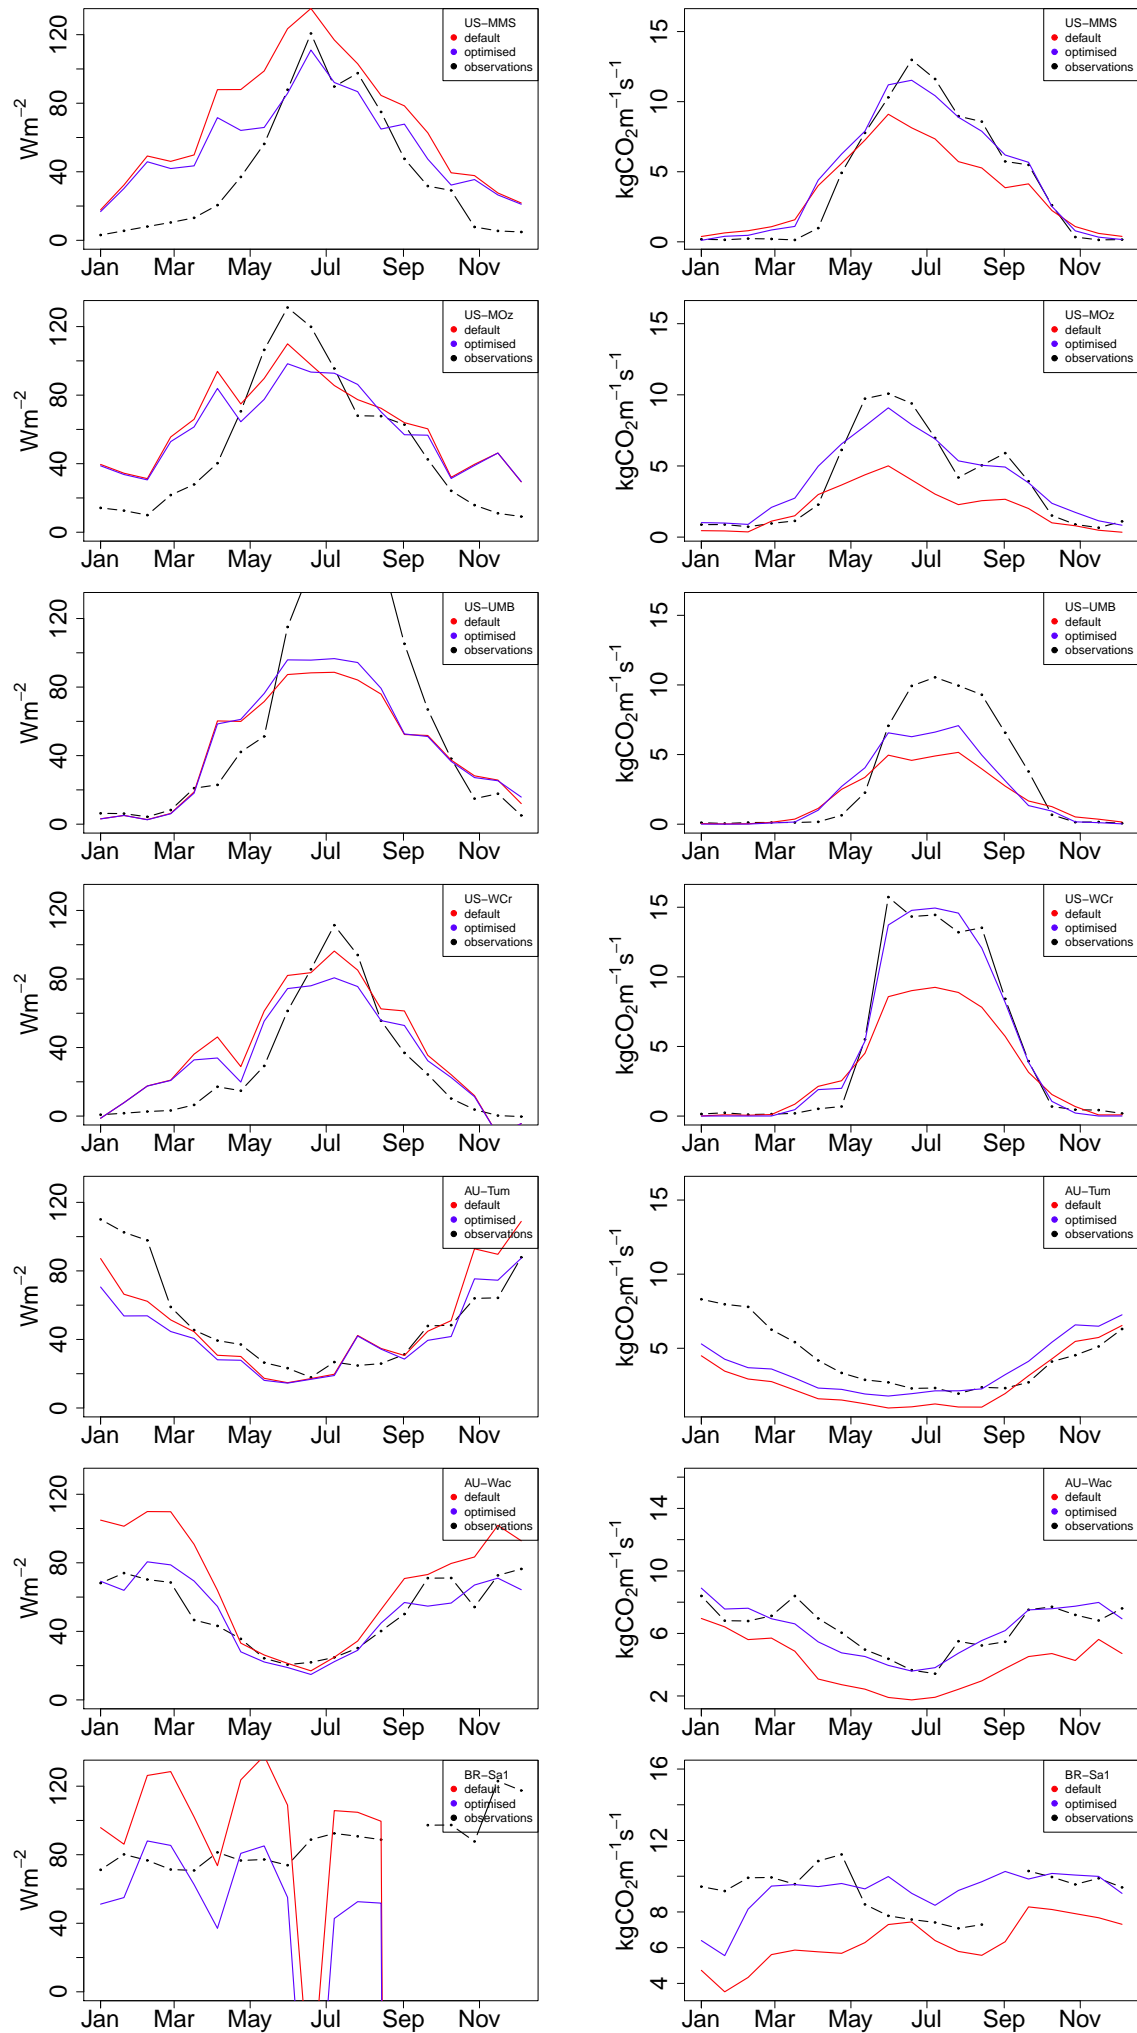 US−MMS
default
optimised
observations
Wm−2
0
40
80
120
Jan
Mar
May
Jul
Sep
Nov
US−MMS
default
optimised
observations
kgCO2m−1s−1
0
5
10
15
Jan
Mar
May
Jul
Sep
Nov
US−MOz
default
optimised
observations
Wm−2
0
40
80
120
Jan
Mar
May
Jul
Sep
Nov
US−MOz
default
optimised
observations
kgCO2m−1s−1
0
5
10
15
Jan
Mar
May
Jul
Sep
Nov
US−UMB
default
optimised
observations
Wm−2
0
40
80
120
Jan
Mar
May
Jul
Sep
Nov
US−UMB
default
optimised
observations
kgCO2m−1s−1
0
5
10
15
Jan
Mar
May
Jul
Sep
Nov
US−WCr
default
optimised
observations
Wm−2
0
40
80
120
Jan
Mar
May
Jul
Sep
Nov
US−WCr
default
optimised
observations
kgCO2m−1s−1
0
5
10
15
Jan
Mar
May
Jul
Sep
Nov
AU−Tum
default
optimised
observations
Wm−2
0
40
80
120
Jan
Mar
May
Jul
Sep
Nov
AU−Tum
default
optimised
observations
kgCO2m−1s−1
5
10
15
Jan
Mar
May
Jul
Sep
Nov
AU−Wac
default
optimised
observations
Wm−2
0
40
80
120
Jan
Mar
May
Jul
Sep
Nov
AU−Wac
default
optimised
observations
kgCO2m−1s−1
2
6
10
14
Jan
Mar
May
Jul
Sep
Nov
BR−Sa1
default
optimised
observations
Wm−2
0
40
80
120
Jan
Mar
May
Jul
Sep
Nov
BR−Sa1
default
optimised
observations
kgCO2m−1s−1
4
6
8
12
16
Jan
Mar
May
Jul
Sep
Nov